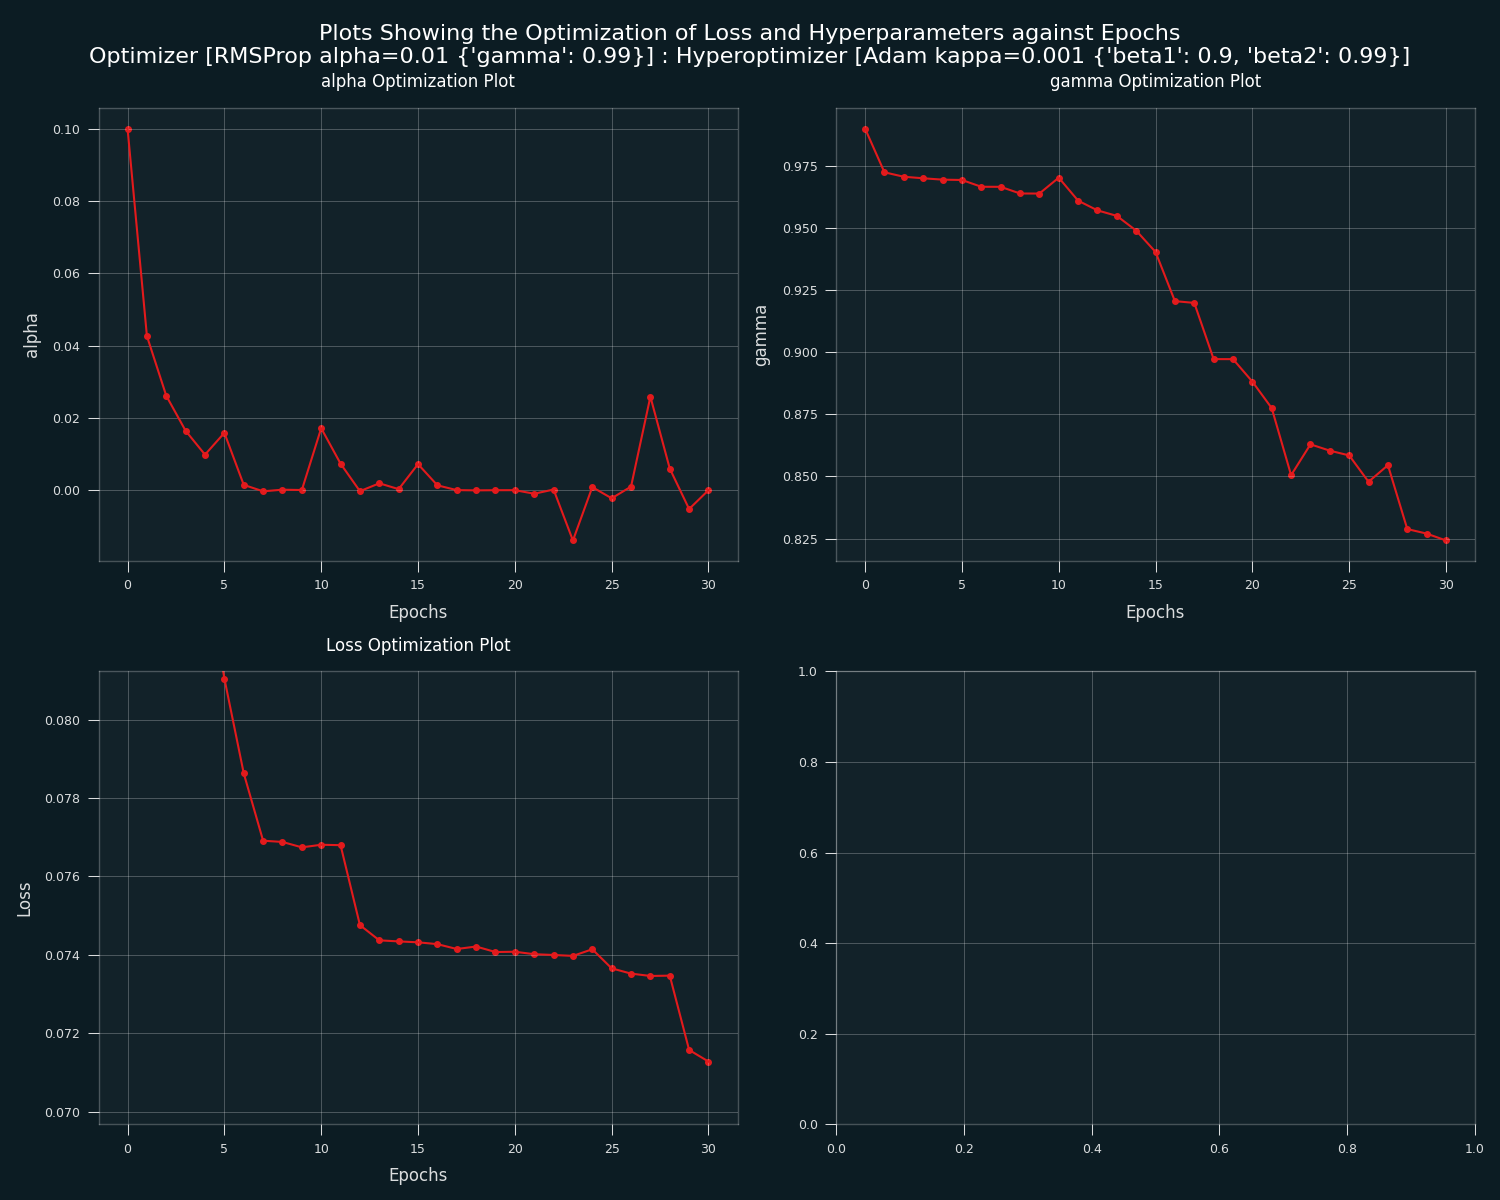 Plots Showing the Optimization of Loss and Hyperparameters against Epochs
Optimizer [RMSProp alpha=0.01 {'gamma': 0.99}] : Hyperoptimizer [Adam kappa=0.001 {'beta1': 0.9, 'beta2': 0.99}]
alpha Optimization Plot
0.10
0.08
0.06
0.04
0.02
0.00
alpha
0 5 10 15 20 25 30
Epochs
gamma Optimization Plot
0.975
0.950
0.925
0.900
0.875
0.850
0.825
gamma
0 5 10 15 20 25 30
Epochs
Loss Optimization Plot
0.080
0.078
0.076
0.074
0.072
0.070
Loss
0 5 10 15 20 25 30
Epochs
1.0
0.8
0.6
0.4
0.2
0.0
0.0 0.2 0.4 0.6 0.8 1.0